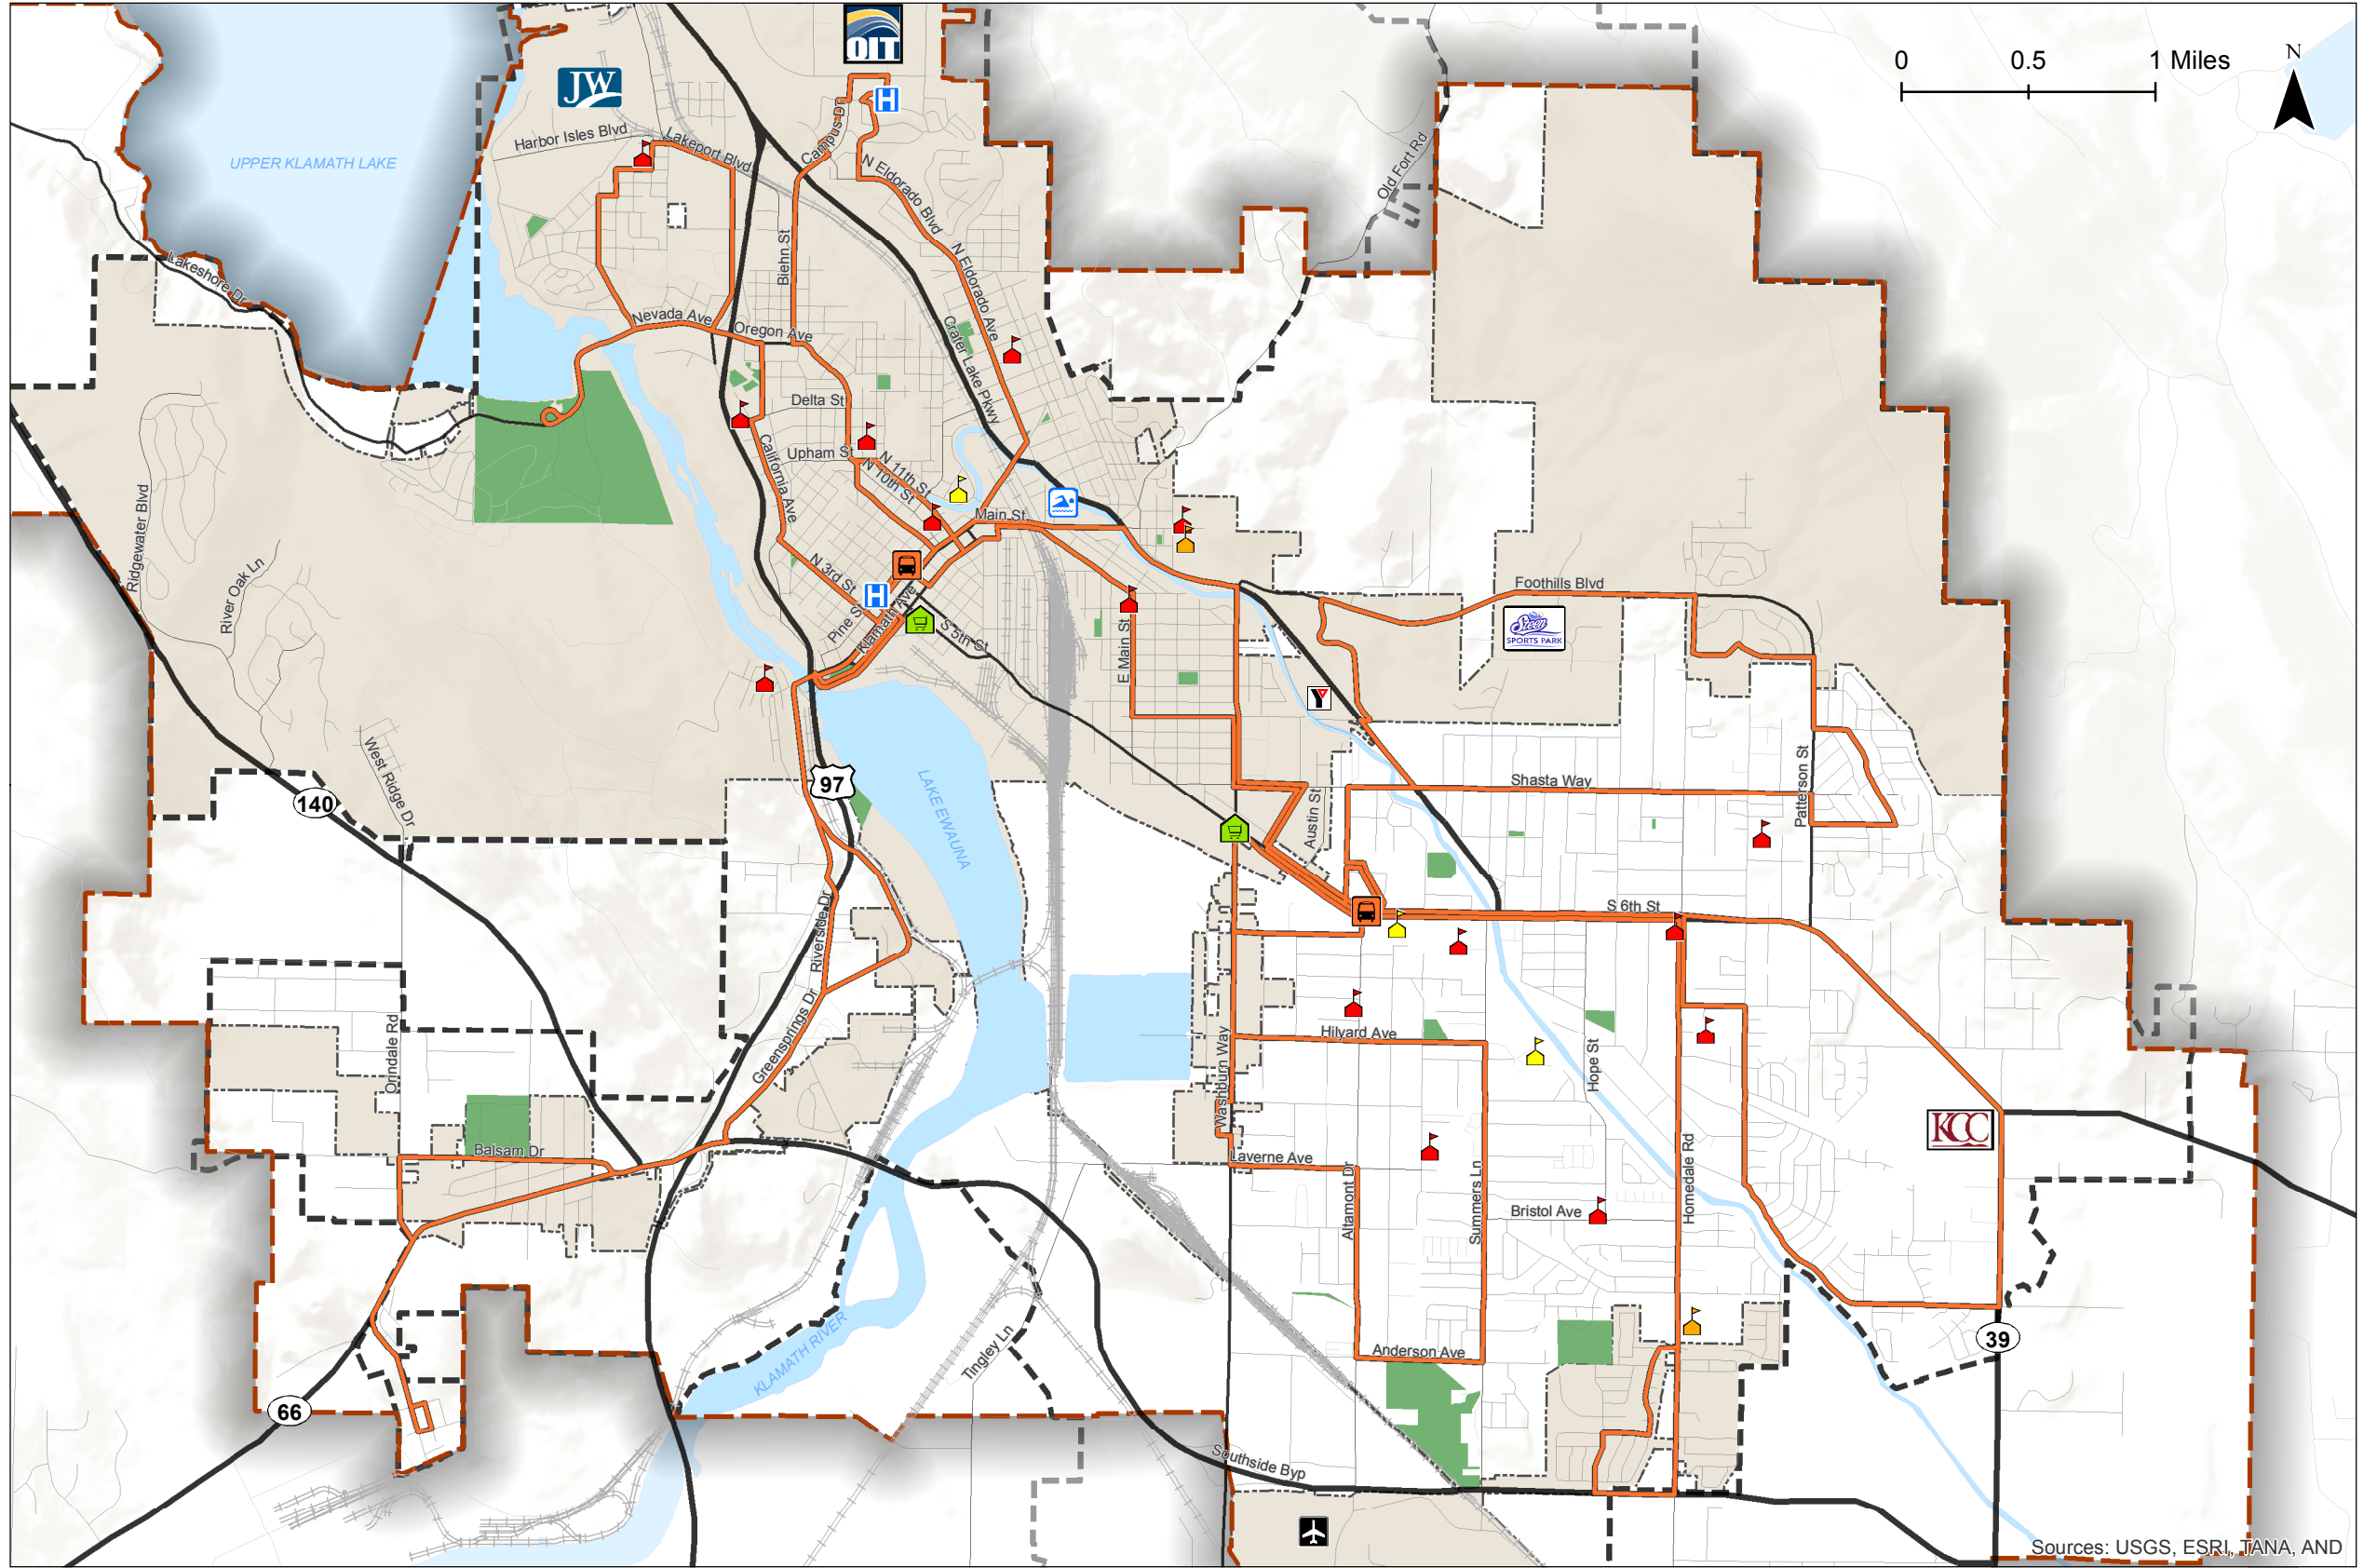 OIT
0 0.5 1 Miles
N
JW
Harbor Isles Blvd
Lakeport Blvd
Campus Dr
N Eldorado Blvd
Old Fort Rd
UPPER KLAMATH LAKE
Lakeshore Dr
Biehn St
N Eldorado Ave
Nevada Ave
Oregon Ave
Crater Lake Pkwy
Delta St
Upham St
California Ave
N 11th St
N 10th St
Main St
Ridgewater Blvd
River Oak Ln
N 3rd St
H
H
Pine S
Klamath Ave
S 5th St
E Main St
Foothills Blvd
Steen
SPORTS PARK
Y
West Ridge Dr
140
97
LAKE EWAUNA
Austin St
Shasta Way
Patterson St
S 6th St
Riverside Dr
Greensprings Dr
Orindale Rd
Balsam Dr
Washburn Way
Hilyard Ave
Hope St
KCC
Laverne Ave
Altamont Dr
Summers Ln
Bristol Ave
Homedale Rd
KLAMATH RIVER
Tingley Ln
Anderson Ave
39
66
Southside Byp
Sources: USGS, ESRI, TANA, AND